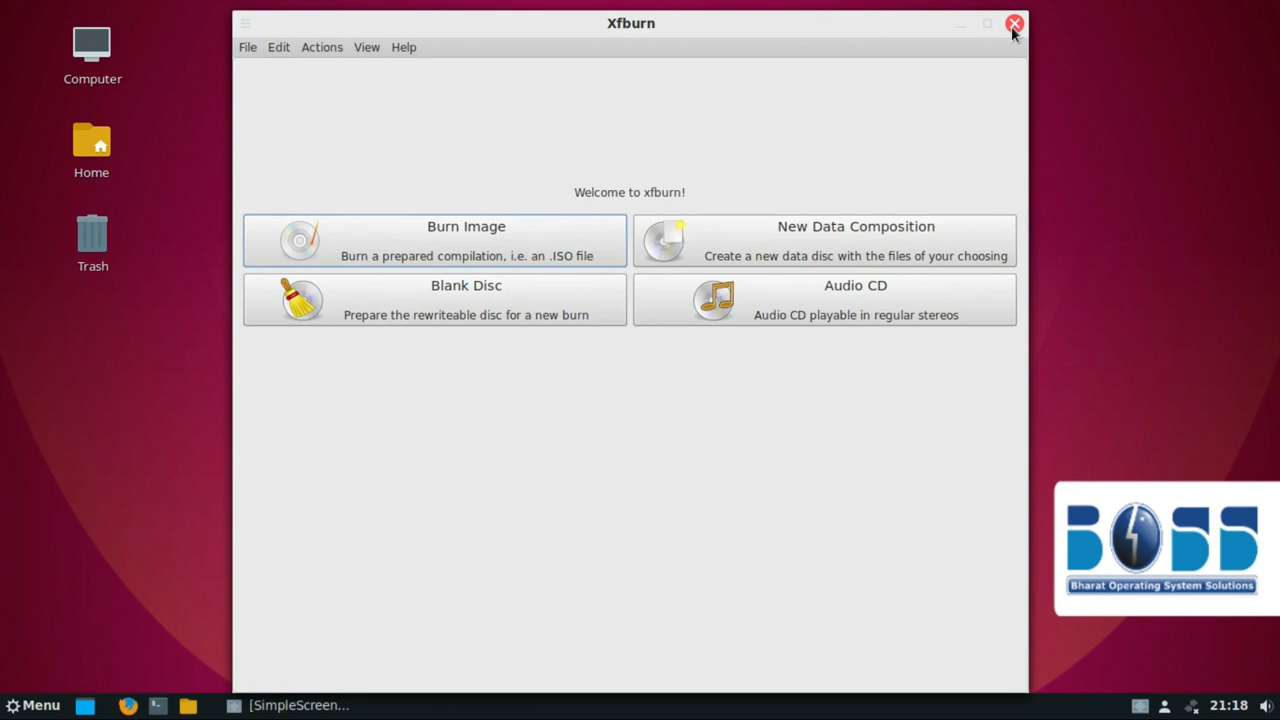 Computer
Home
Trash
Xfburn
File Edit Actions View Help
Welcome to xfburn!
Burn Image
Burn a prepared compilation, i.e. an .ISO file
New Data Composition
Create a new data disc with the files of your choosing
Blank Disc
Prepare the rewriteable disc for a new burn
Audio CD
Audio CD playable in regular stereos
BOSS
Bharat Operating System Solutions
Menu
[SimpleScreen...
21:18